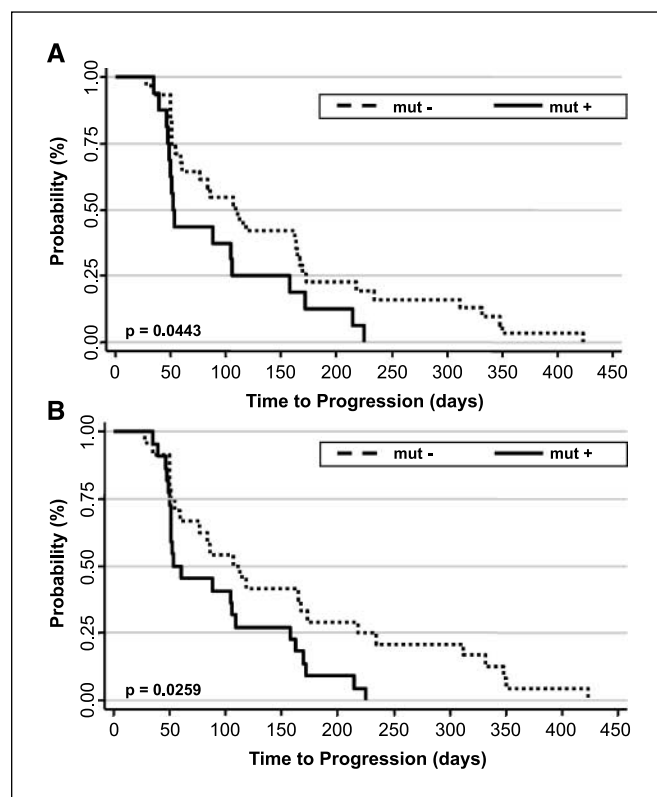 A
mut -
mut +
Probability (%)
1.00
0.75
0.50
0.25
0.00
p = 0.0443
0 50 100 150 200 250 300 350 400 450
Time to Progression (days)
B
mut -
mut +
Probability (%)
1.00
0.75
0.50
0.25
0.00
p = 0.0259
0 50 100 150 200 250 300 350 400 450
Time to Progression (days)